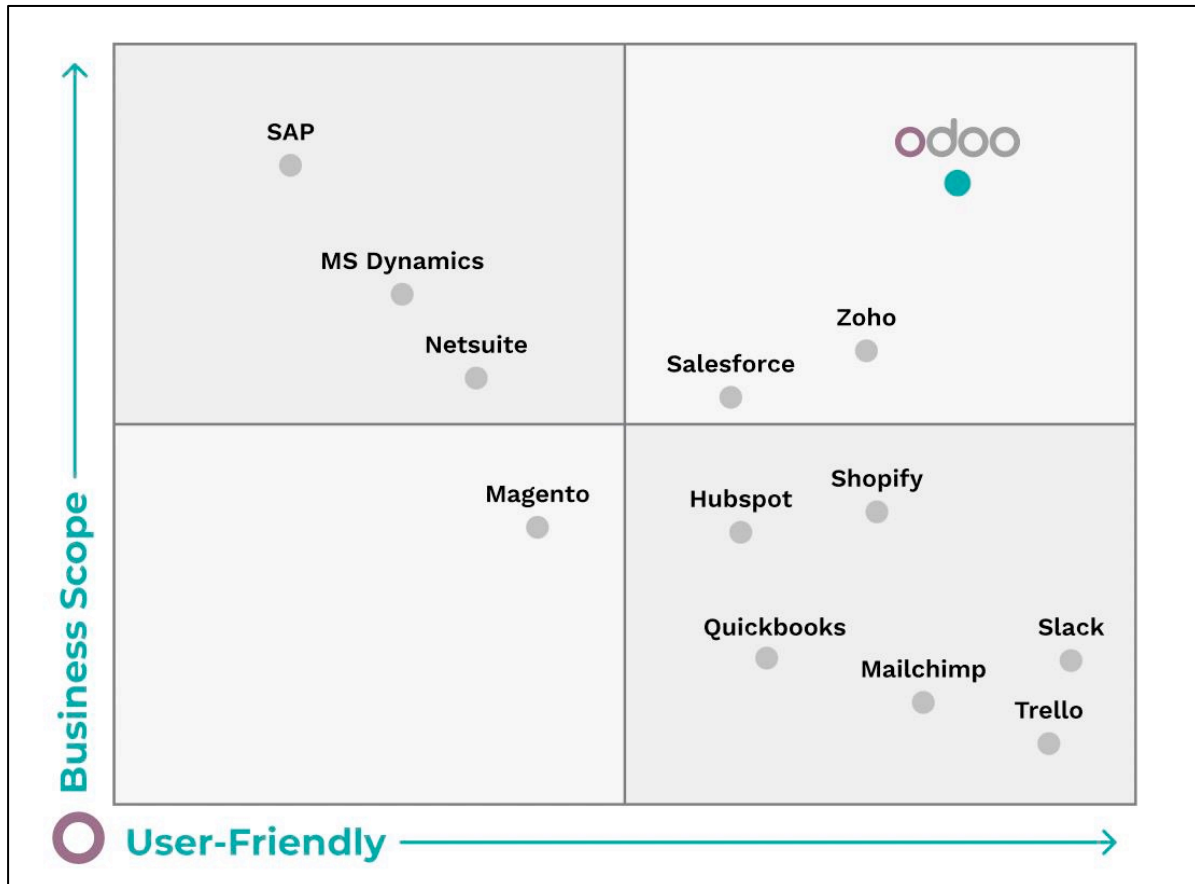 SAP
odoo
MS Dynamics
Zoho
Netsuite
Salesforce
Magento
Hubspot
Shopify
Quickbooks
Slack
Mailchimp
Trello
Business Scope
User-Friendly